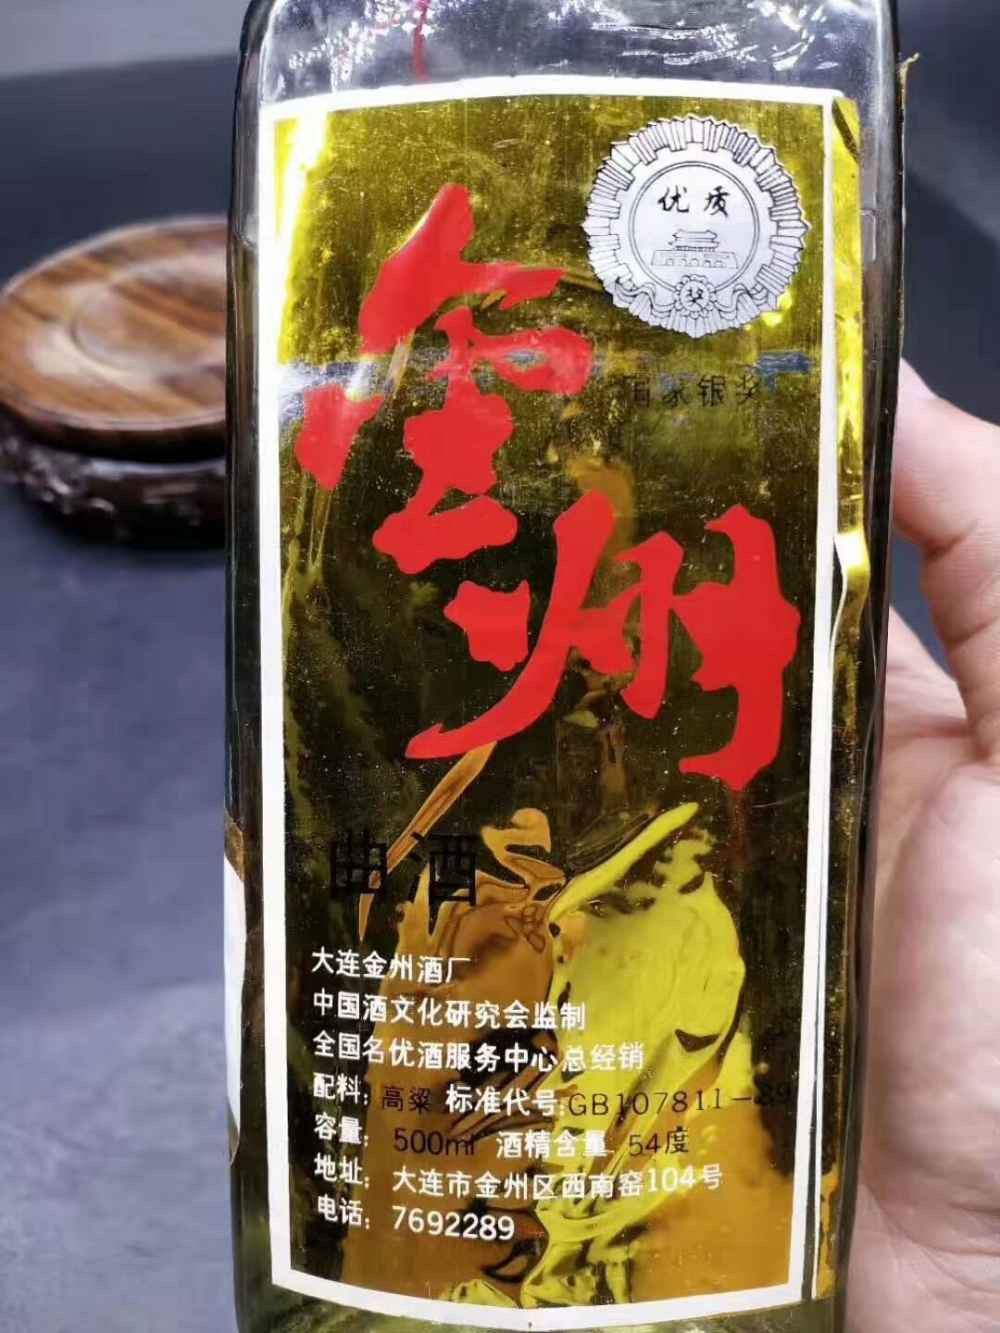 优质
奖
国家银奖
金州
曲酒
大连金州酒厂
中国酒文化研究会监制
全国名优酒服务中心总经销
配料：高粱 标准代号：GB107811-89
容量：500ml 酒精含量 54度
地址：大连市金州区西南窑104号
电话：7692289